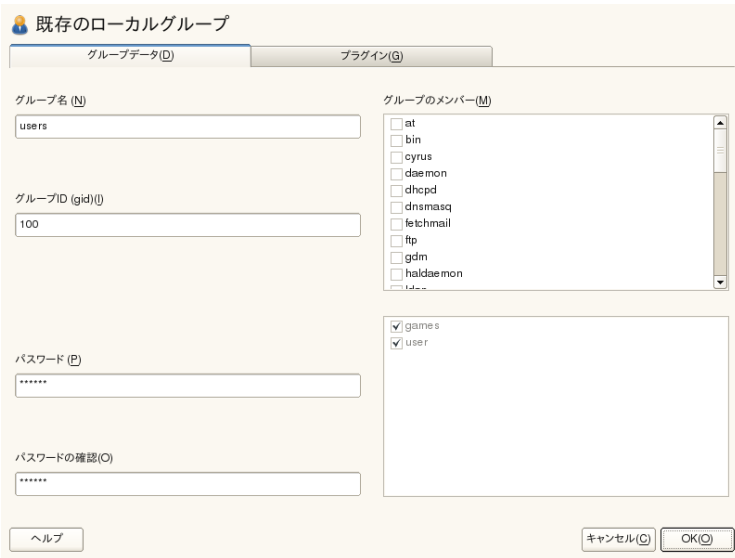 既存のローカルグループ
グループデータ(D)
プラグイン(G)
グループ名 (N)
users
グループID (gid)(I)
100
パスワード (P)
******
パスワードの確認(O)
******
グループのメンバー(M)
at
bin
cyrus
daemon
dhcpd
dnsmasq
fetchmail
ftp
gdm
haldaemon
games
user
ヘルプ
キャンセル(C)
OK(O)